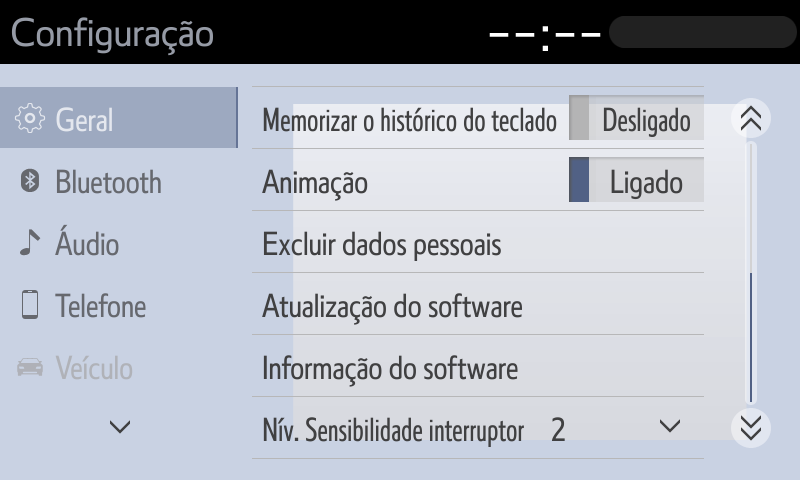 Configuração --:--
Geral
Bluetooth
Áudio
Telefone
Veículo
Memorizar o histórico do teclado Desligado
Animação Ligado
Excluir dados pessoais
Atualização do software
Informação do software
Nív. Sensibilidade interruptor 2